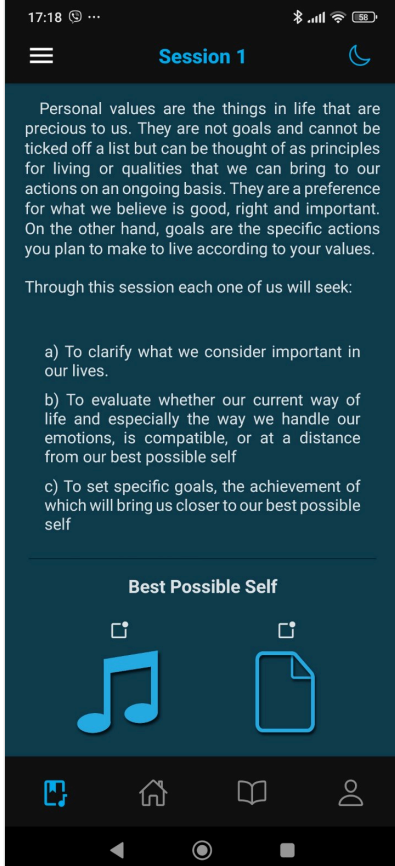 17:18
58
Session 1
Personal values are the things in life that are
precious to us. They are not goals and cannot be
ticked off a list but can be thought of as principles
for living or qualities that we can bring to our
actions on an ongoing basis. They are a preference
for what we believe is good, right and important.
On the other hand, goals are the specific actions
you plan to make to live according to your values.
Through this session each one of us will seek:
a) To clarify what we consider important in
our lives.
b) To evaluate whether our current way of
life and especially the way we handle our
emotions, is compatible, or at a distance
from our best possible self
c) To set specific goals, the achievement of
which will bring us closer to our best possible
self
Best Possible Self